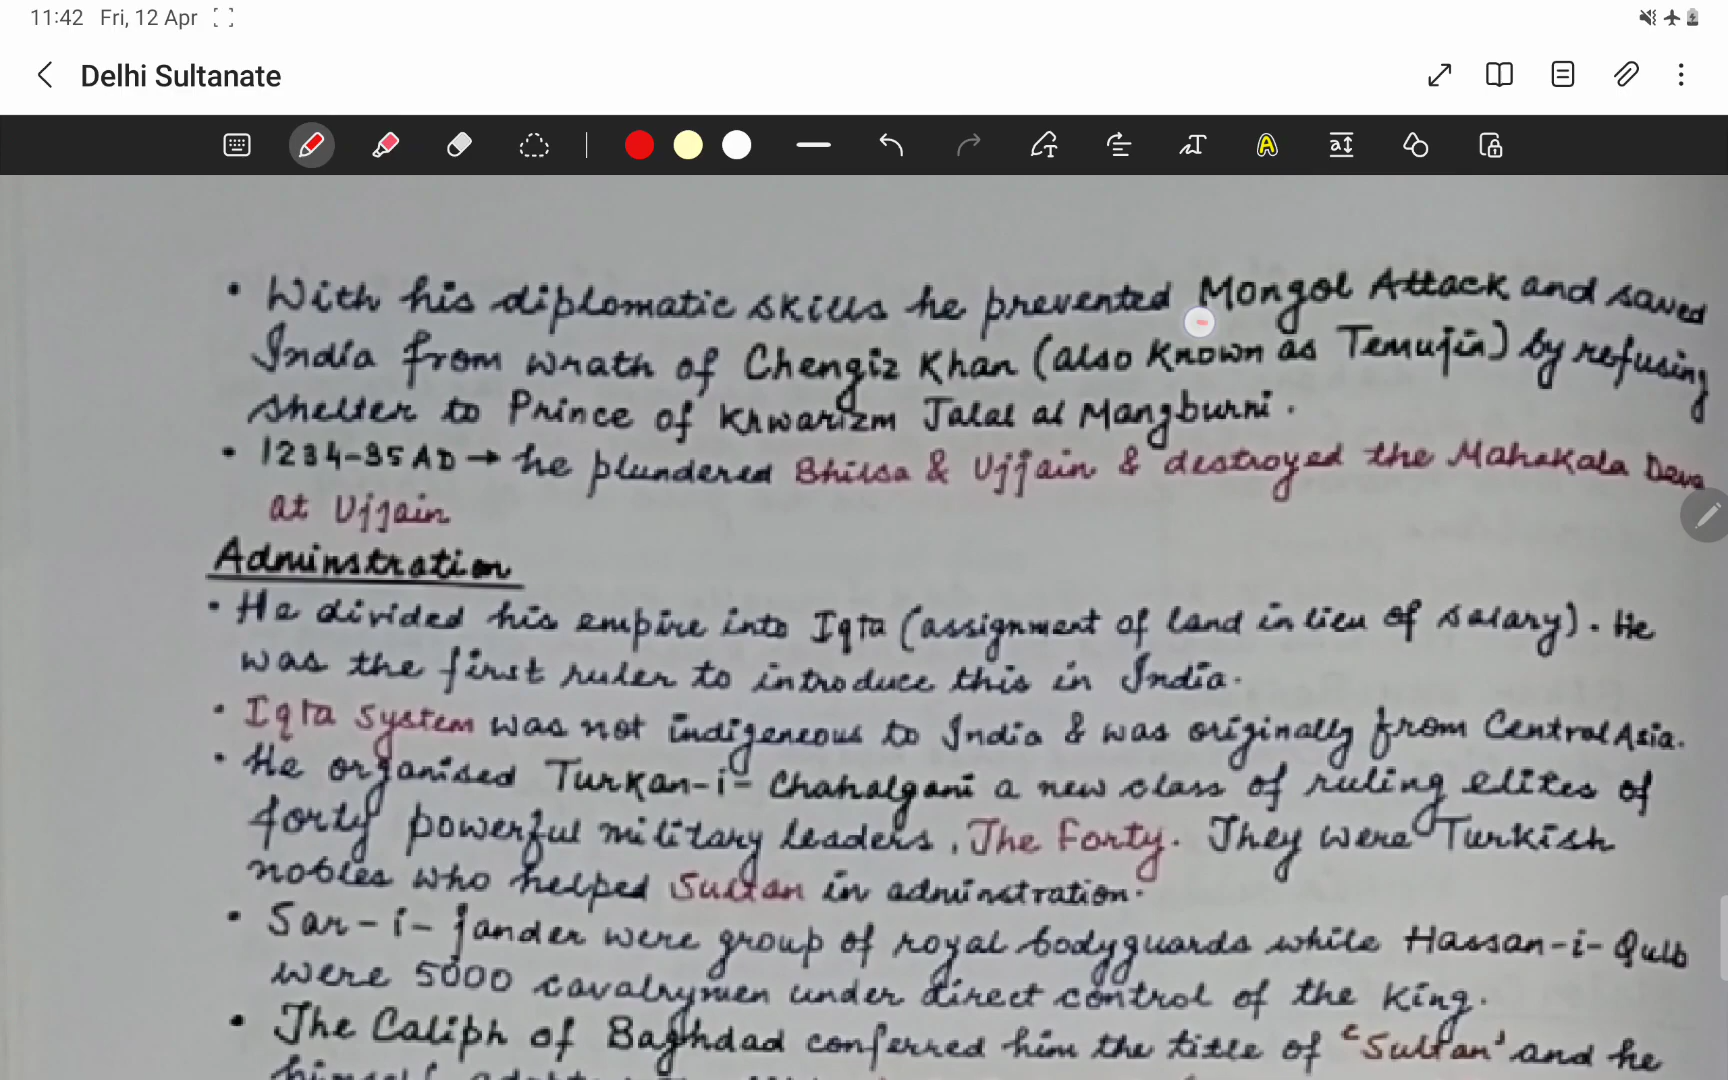 11:42 Fri, 12 Apr
Delhi Sultanate
A
a
• With his diplomatic skills he prevented Mongol Attack and saved
India from wrath of Chengiz Khan (also known as Temujin) by refusing
shelter to Prince of Khwarizm Jalal al Mangburni.
• 1234-35 AD → he plundered Bhilsa & Ujjain & destroyed the Mahakala Deva
at Ujjain
Adminstration
• He divided his empire into Iqta (assignment of land in lieu of salary). He
was the first ruler to introduce this in India.
• Iqta System was not indigeneous to India & was originally from Central Asia.
• He organised Turkan-i-Chahalgani a new class of ruling elites of
forty powerful military leaders, The Forty. They were Turkish
nobles who helped Sultan in adminstration.
• Sar-i-jander were group of royal bodyguards while Hassan-i-Qulb
were 5000 cavalrymen under direct control of the King.
• The Caliph of Baghdad conferred him the title of 'Sultan' and he
himself